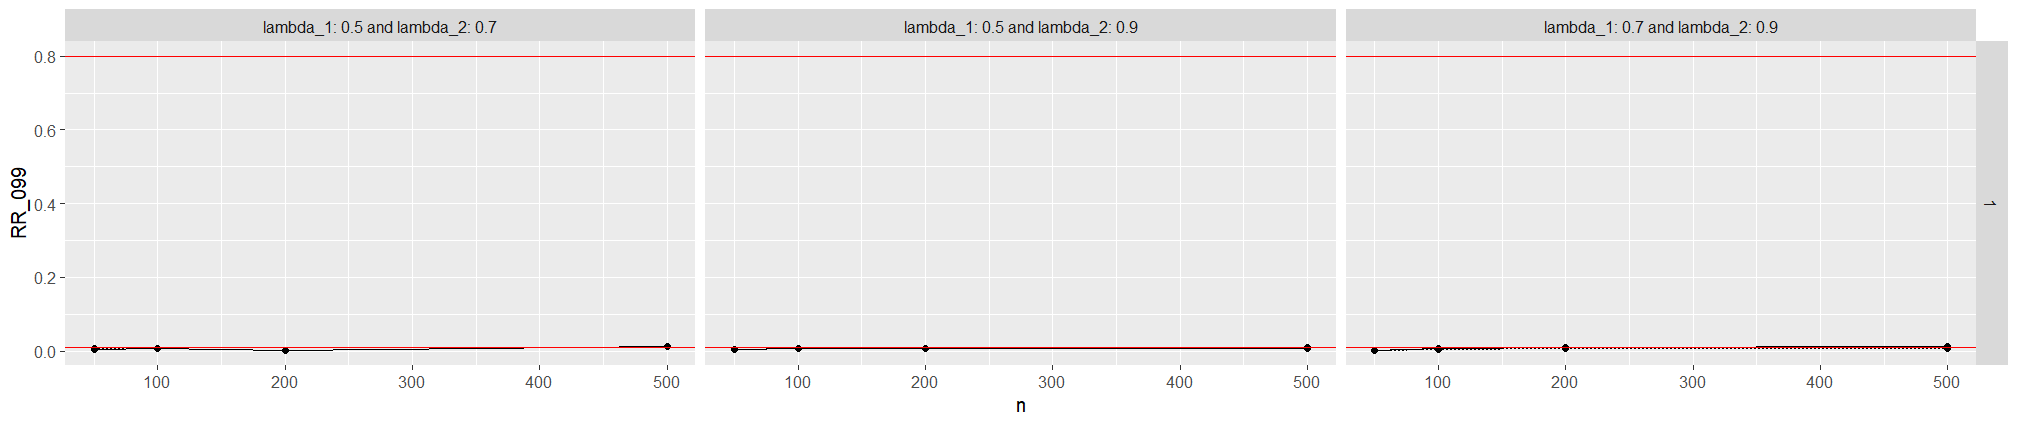 lambda_1: 0.5 and lambda_2: 0.7
lambda_1: 0.5 and lambda_2: 0.9
lambda_1: 0.7 and lambda_2: 0.9
0.8
0.6
0.4
0.2
0.0
RR_099
1
100 200 300 400 500
100 200 300 400 500
100 200 300 400 500
n